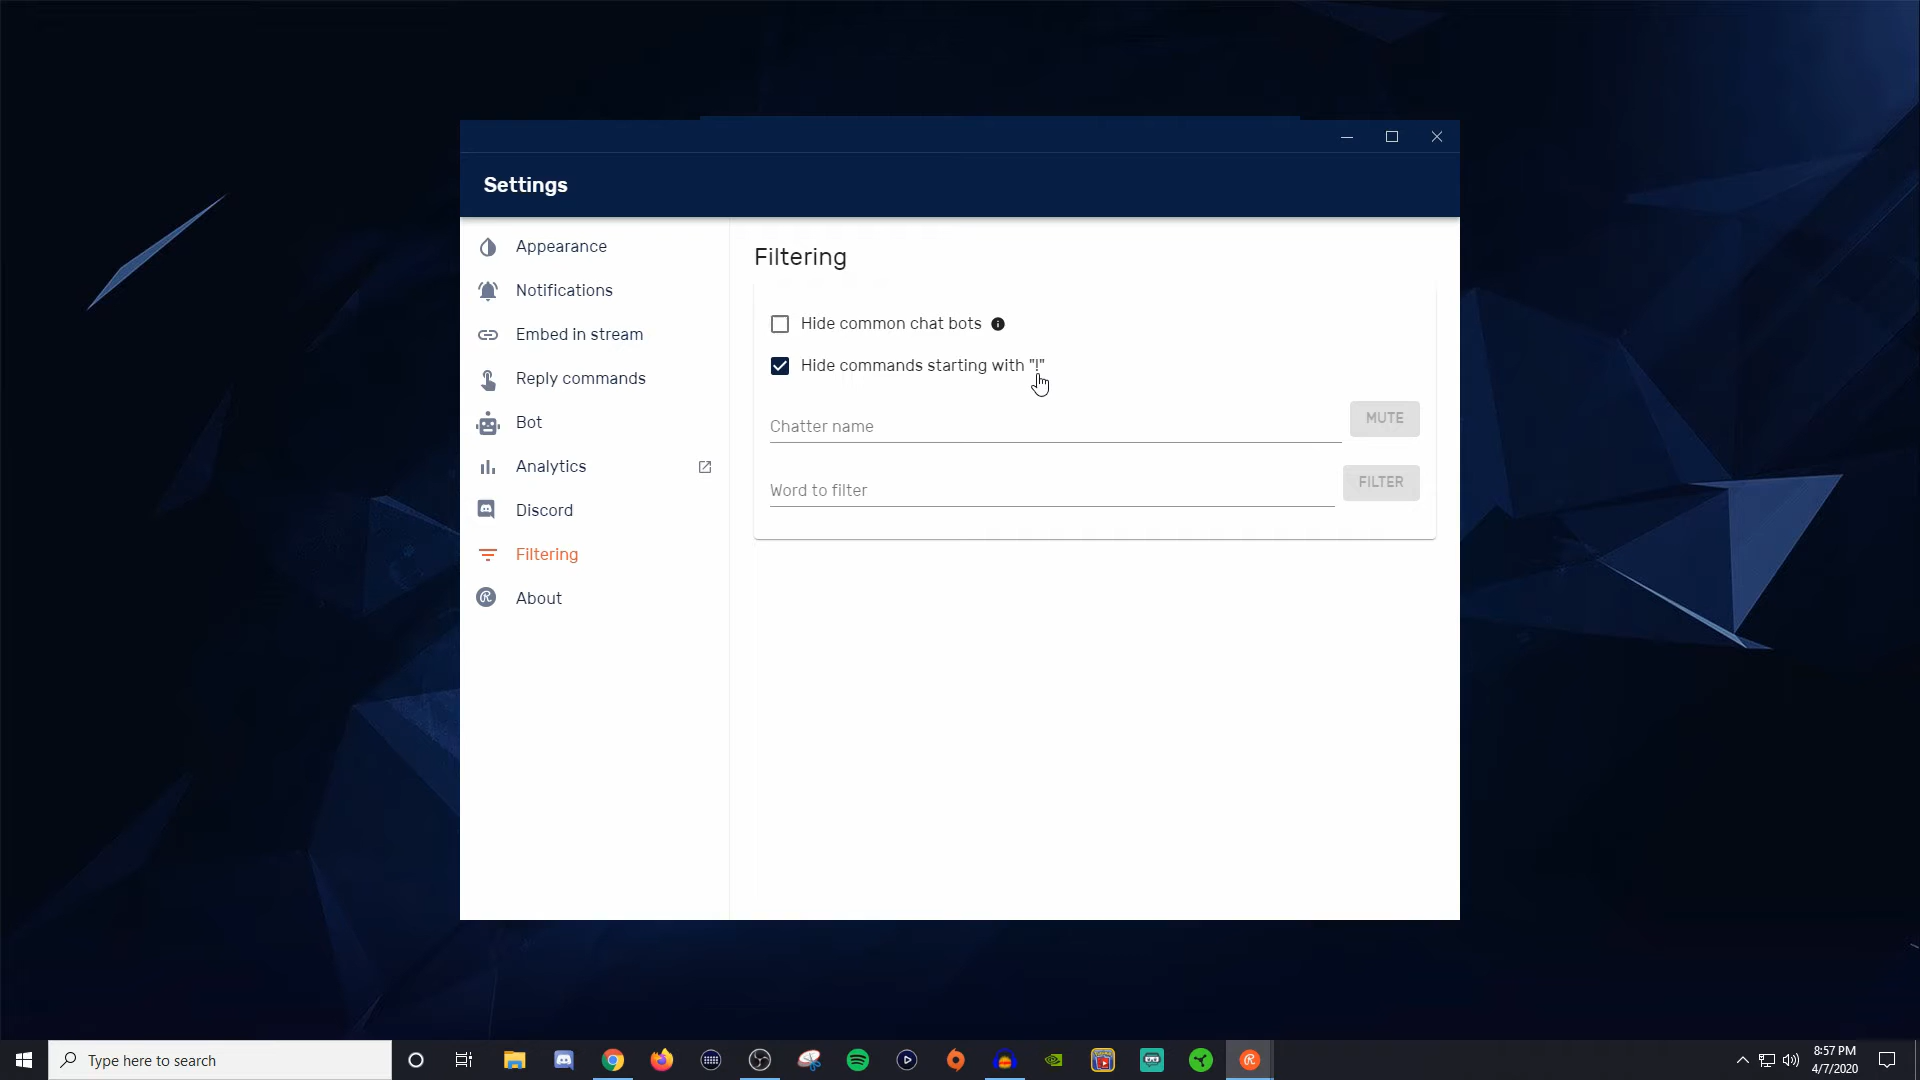 Settings
Appearance
Notifications
Embed in stream
Reply commands
Bot
Analytics
Discord
Filtering
About
Filtering
Hide common chat bots
Hide commands starting with "!"
Chatter name
MUTE
Word to filter
FILTER
Type here to search
8:57 PM
4/7/2020